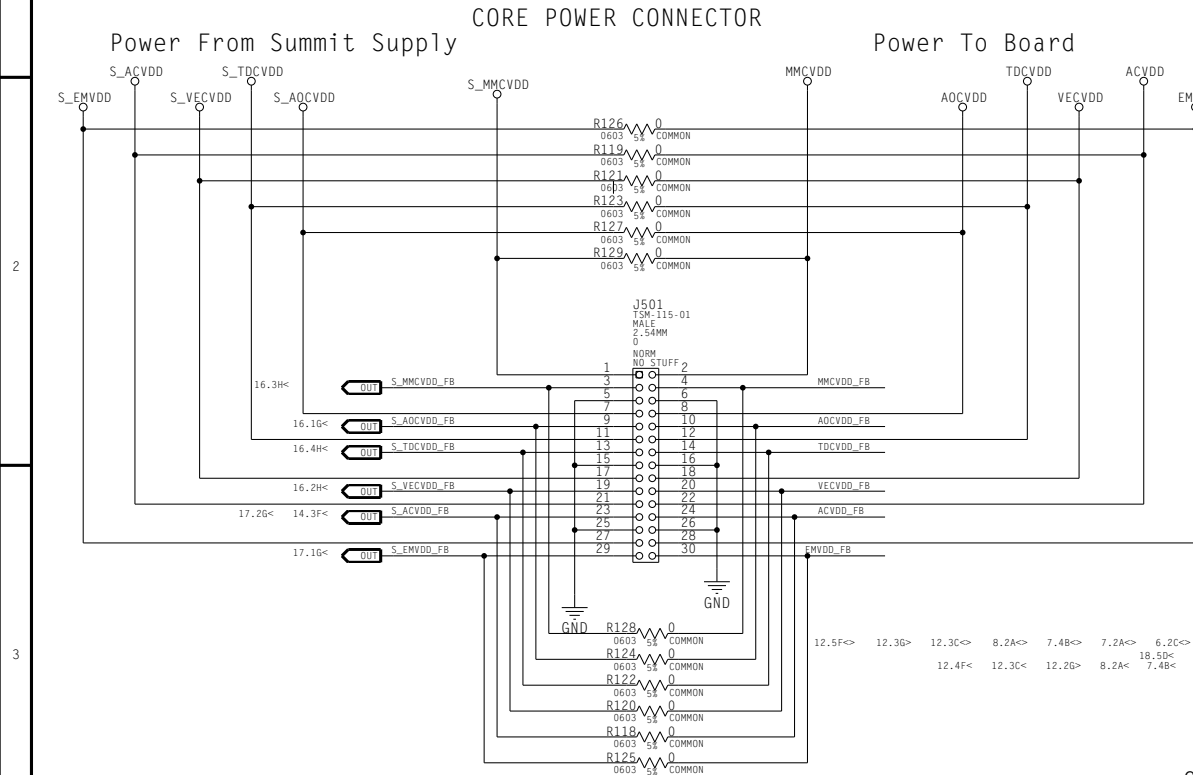 CORE POWER CONNECTOR
Power From Summit Supply
Power To Board
S_ACVDD
S_TDCVDD
S_MMCVDD
MMCVDD
TDCVDD
ACVDD
S_EMVDD
S_VECVDD
S_AOCVDD
AOCVDD
VECVDD
EM
R126 0
0603 5% COMMON
R119 0
0603 5% COMMON
R121 0
0603 5% COMMON
R123 0
0603 5% COMMON
R127 0
0603 5% COMMON
R129 0
0603 5% COMMON
2
J501
TSM-115-01
MALE
2.54MM
0
NORM
NO STUFF
1 2
16.3H< OUT S_MMCVDD_FB 3 4 MMCVDD_FB
5 6
7 8
16.1G< OUT S_AOCVDD_FB 9 10 AOCVDD_FB
11 12
16.4H< OUT S_TDCVDD_FB 13 14 TDCVDD_FB
15 16
17 18
16.2H< OUT S_VECVDD_FB 19 20 VECVDD_FB
21 22
17.2G< 14.3F< OUT S_ACVDD_FB 23 24 ACVDD_FB
25 26
27 28
17.1G< OUT S_EMVDD_FB 29 30 EMVDD_FB
GND
GND
R128 0
0603 5% COMMON
R124 0
0603 5% COMMON
R122 0
0603 5% COMMON
R120 0
0603 5% COMMON
R118 0
0603 5% COMMON
R125 0
0603 5% COMMON
3
12.5F<> 12.3G> 12.3C<> 8.2A<> 7.4B<> 7.2A<> 6.2C<>
18.5D<
12.4F< 12.3C< 12.2G> 8.2A< 7.4B<